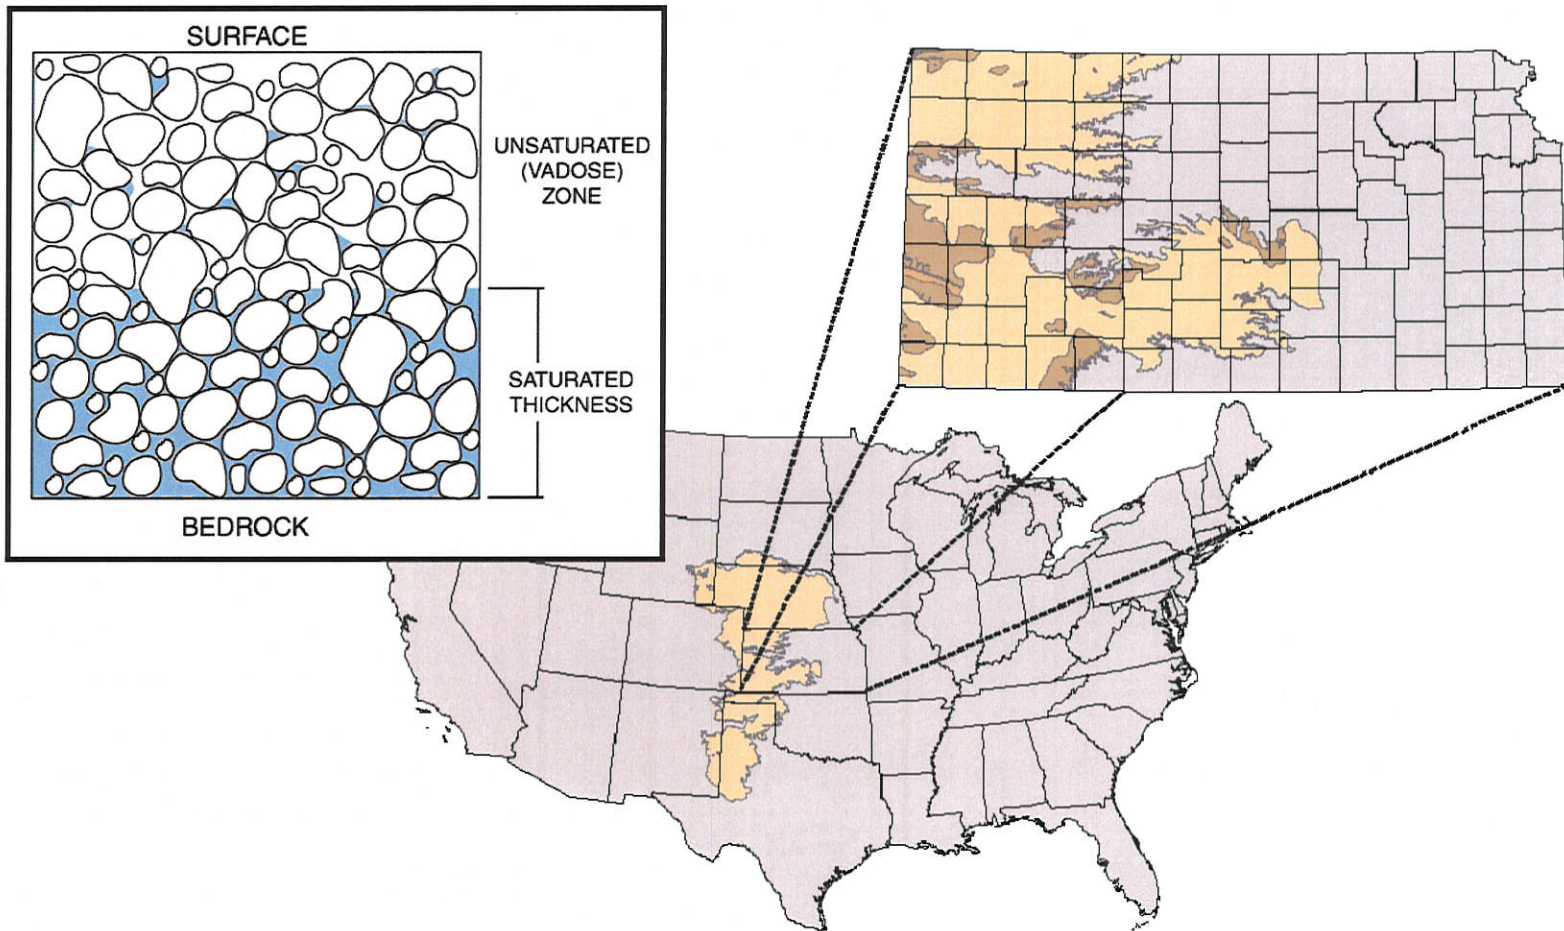 SURFACE
UNSATURATED
(VADOSE)
ZONE
SATURATED
THICKNESS
BEDROCK